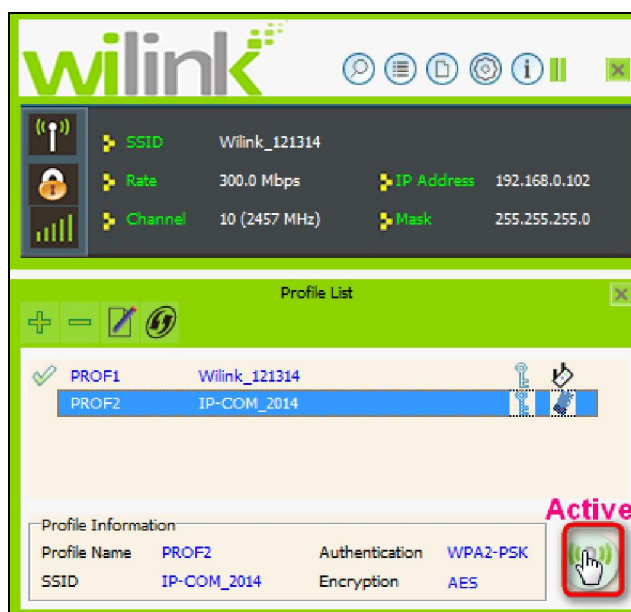 wilink
SSID Wilink_121314
Rate 300.0 Mbps IP Address 192.168.0.102
Channel 10 (2457 MHz) Mask 255.255.255.0
Profile List
PROF1 Wilink_121314
PROF2 IP-COM_2014
Active
Profile Information
Profile Name PROF2 Authentication WPA2-PSK
SSID IP-COM_2014 Encryption AES